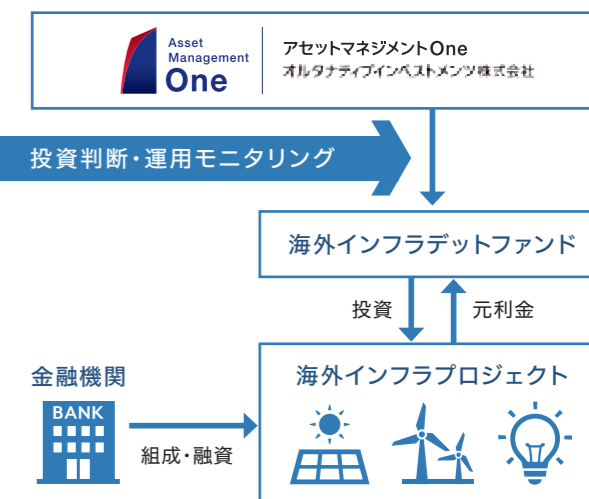 Asset
Management
One
アセットマネジメントOne
オルタナティブインベストメンツ株式会社
投資判断・運用モニタリング
海外インフラデットファンド
投資
元利金
金融機関
BANK
組成・融資
海外インフラプロジェクト